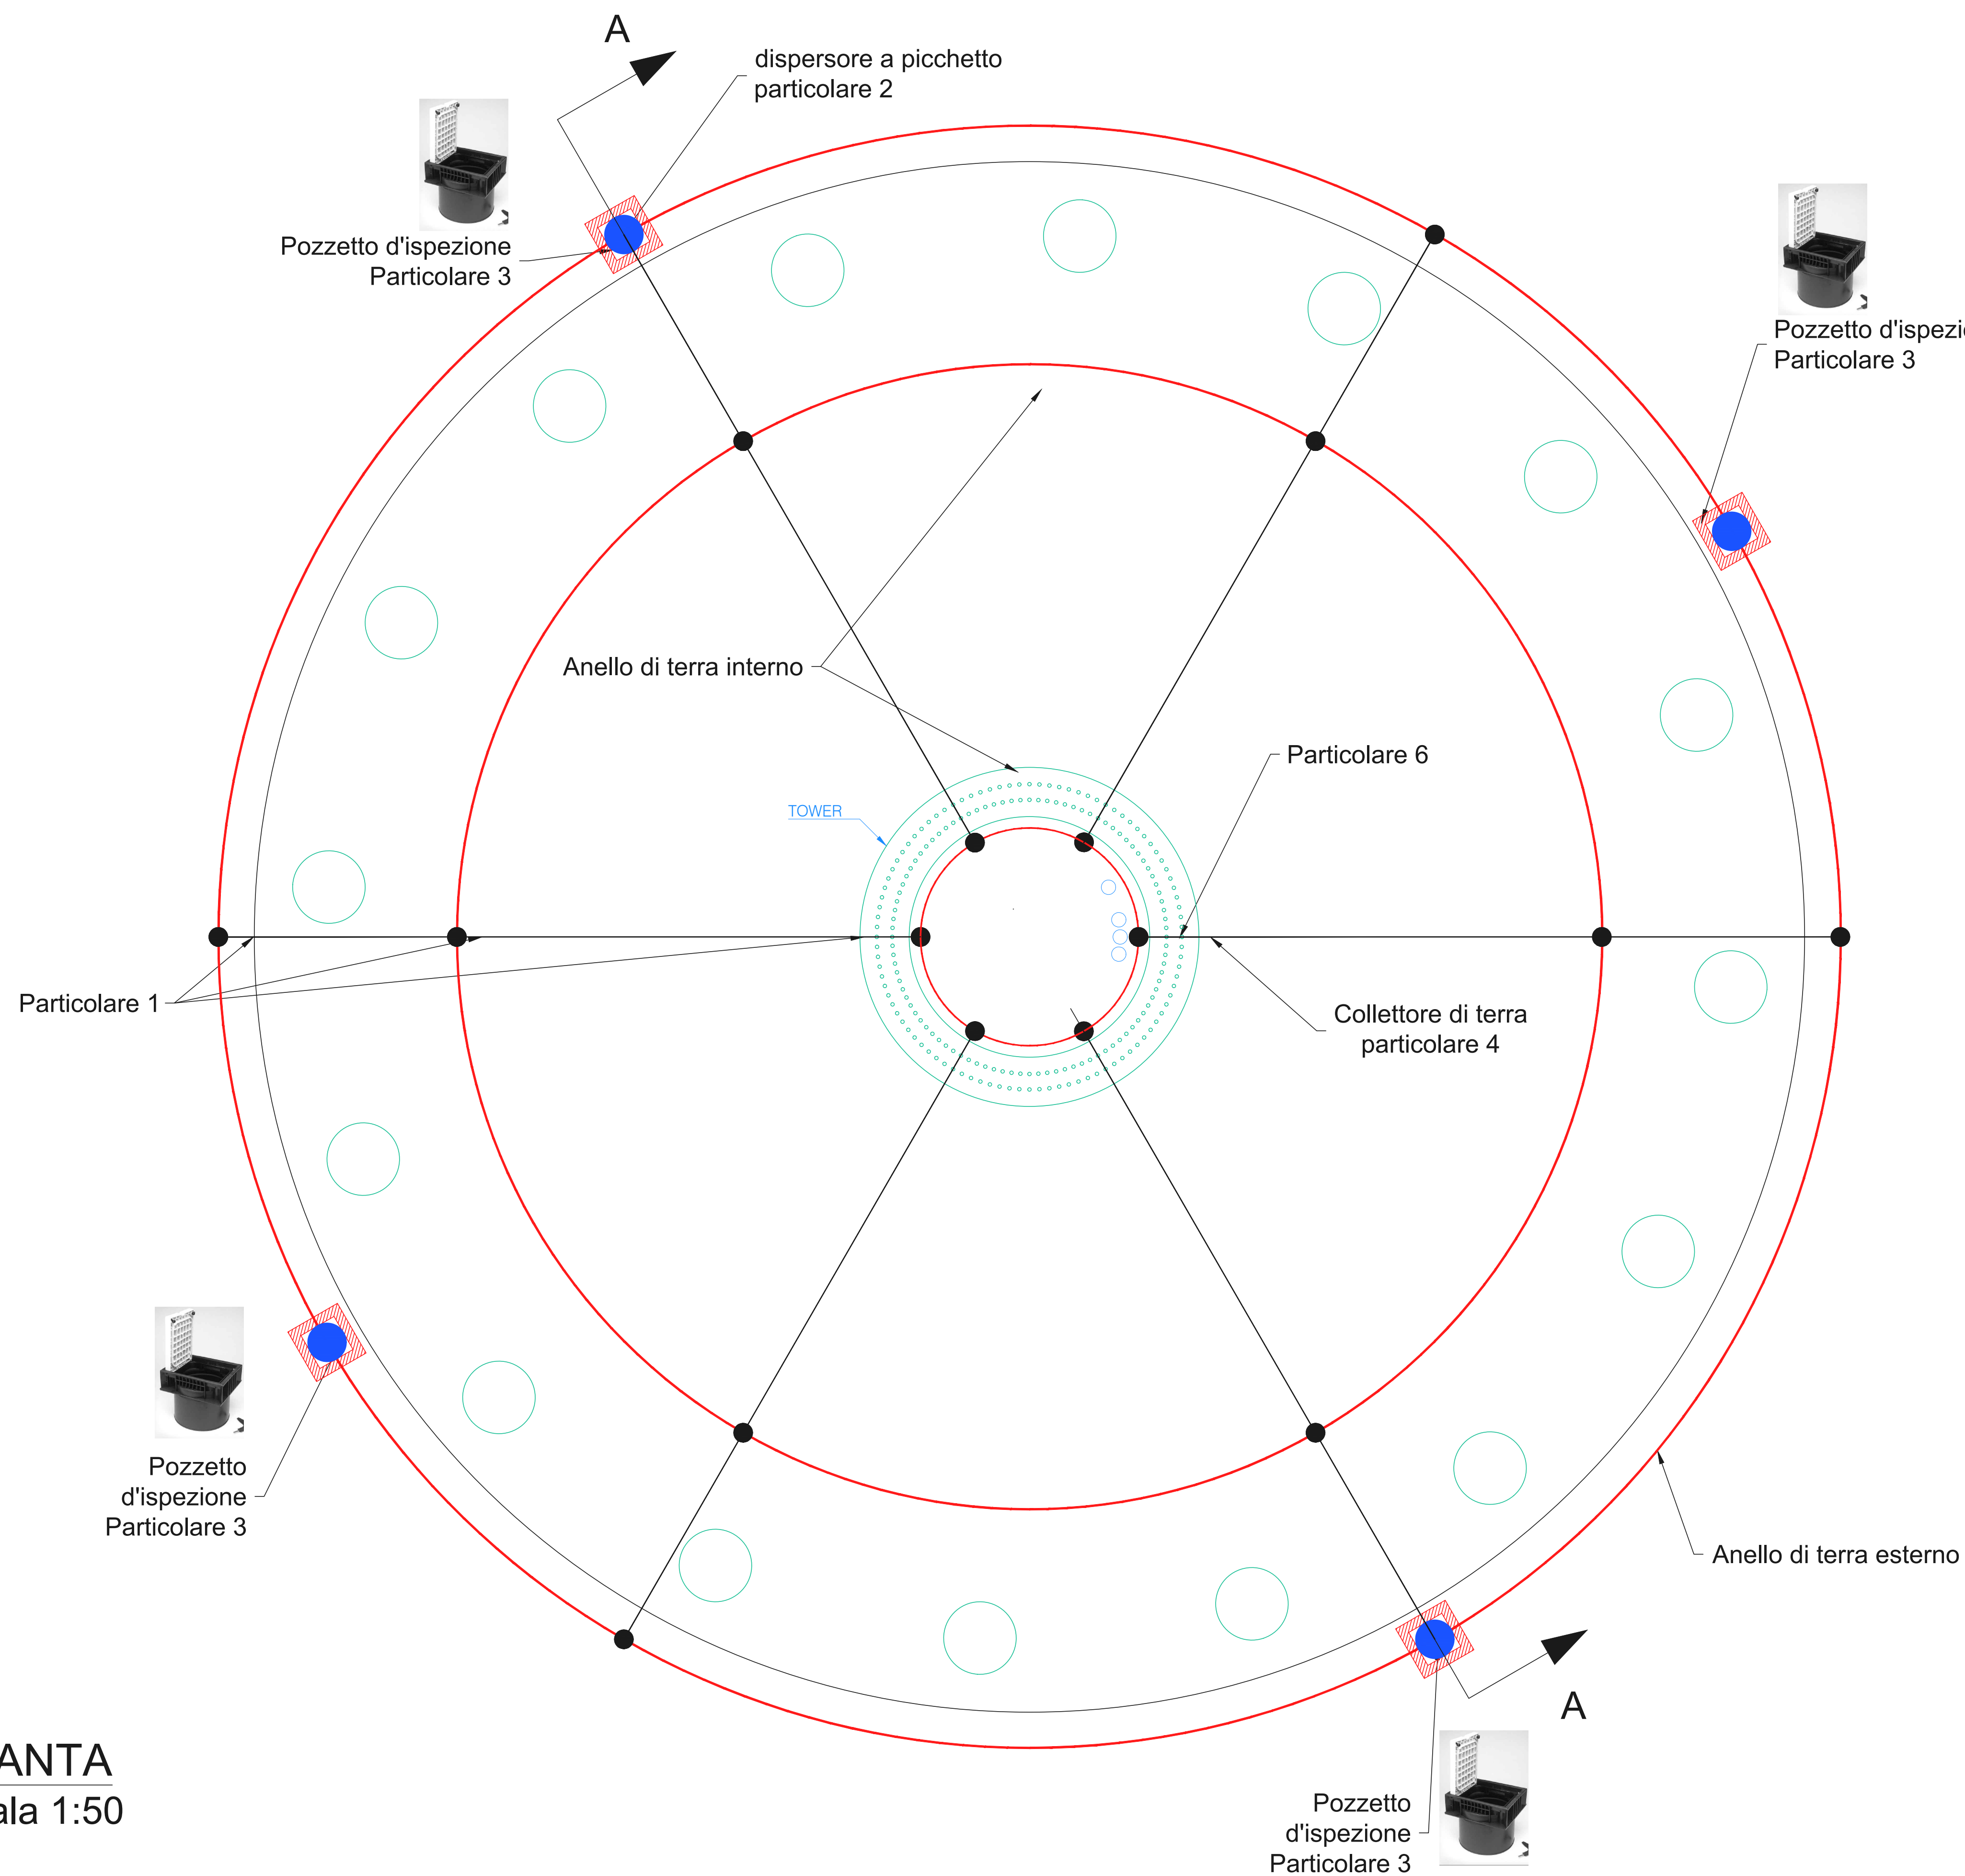 A
dispersore a picchetto
particolare 2
Pozzetto d'ispezione
Particolare 3
Pozzetto d'ispezi
Particolare 3
Anello di terra interno
Particolare 6
TOWER
Particolare 1
Collettore di terra
particolare 4
Pozzetto
d'ispezione
Particolare 3
Anello di terra esterno
A
ANTA
ala 1:50
Pozzetto
d'ispezione
Particolare 3